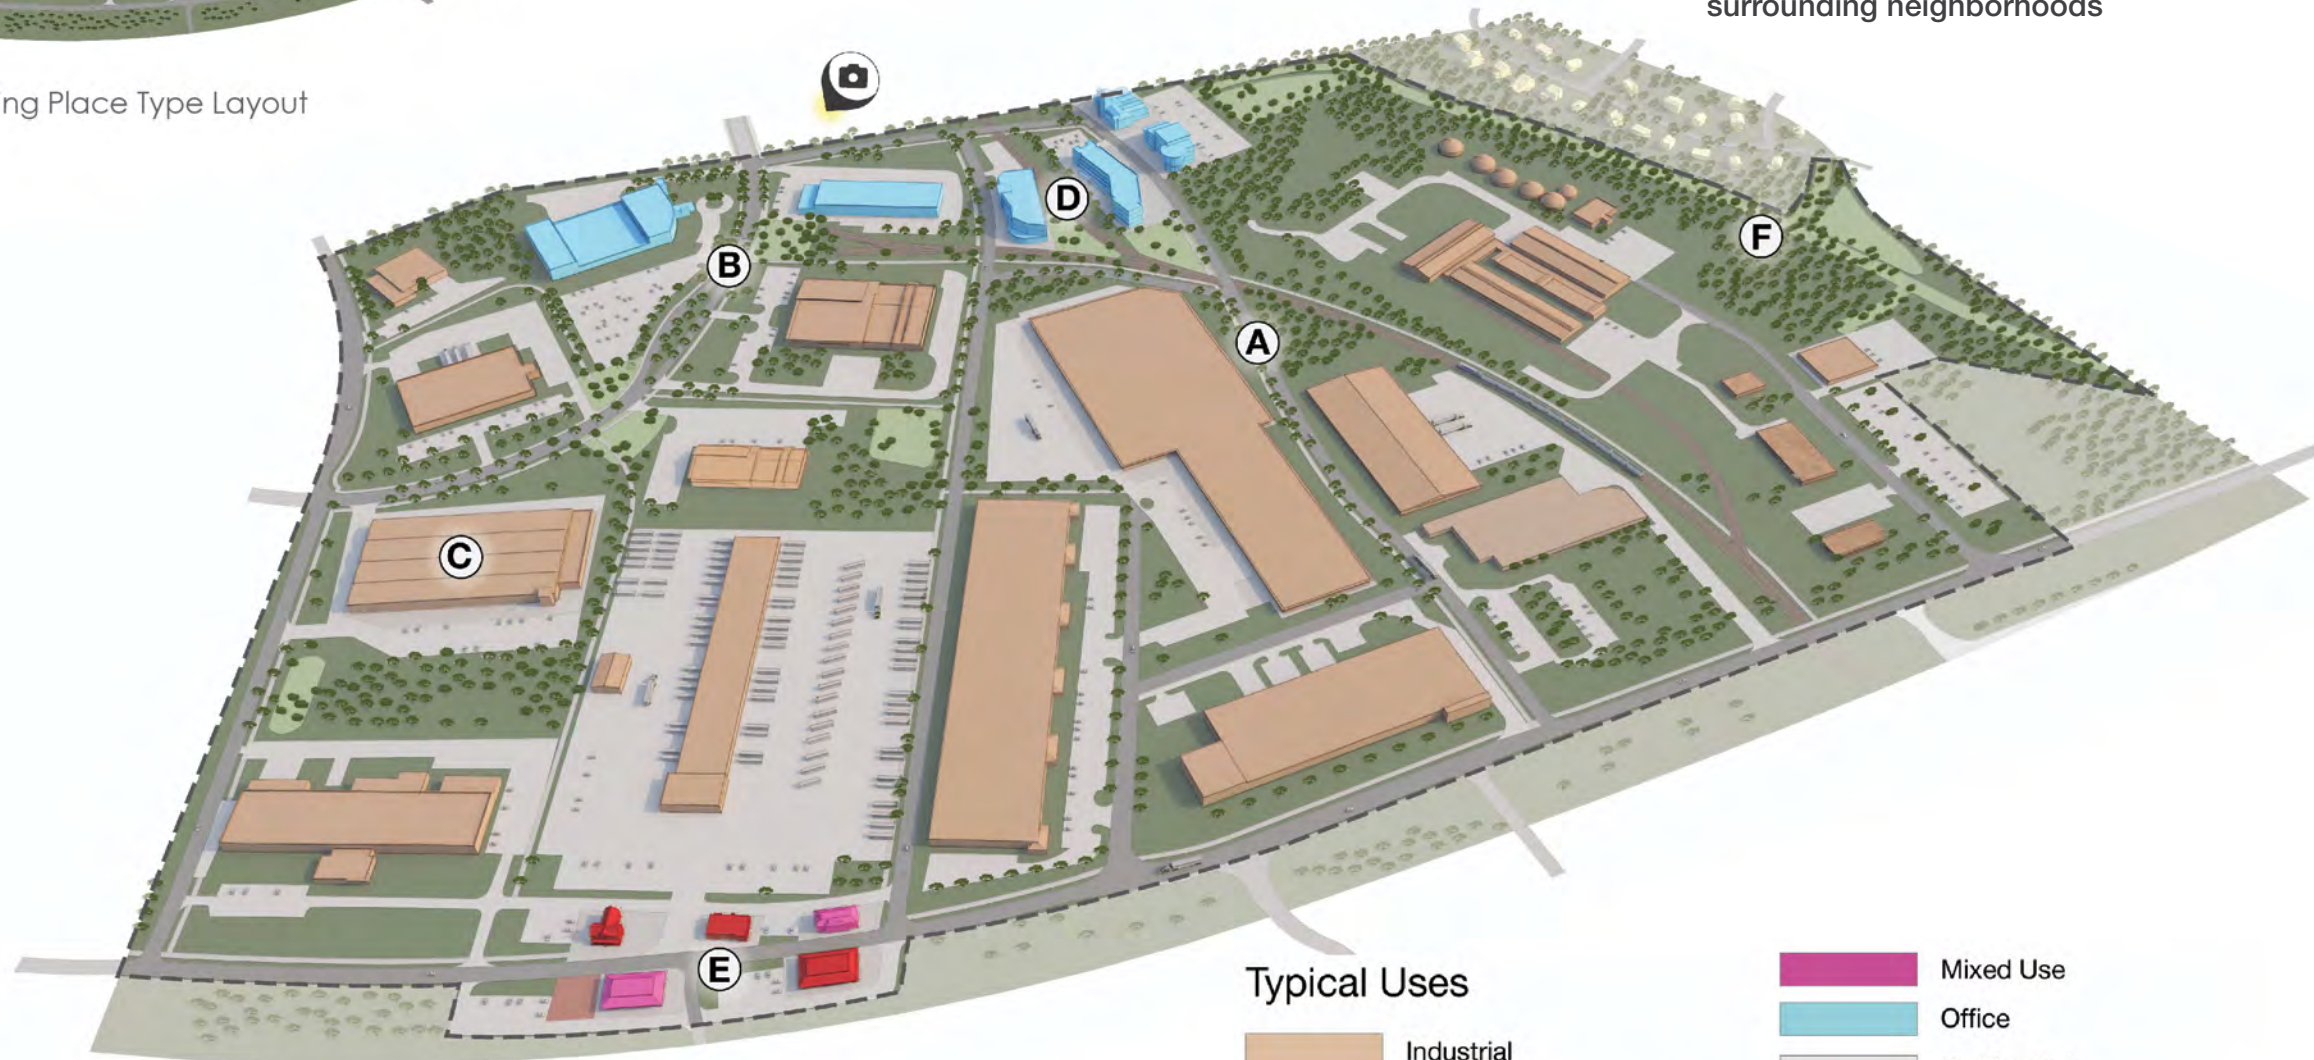 surrounding neighborhoods
ng Place Type Layout
D
B
F
A
C
E
Typical Uses
Mixed Use
Office
Industrial